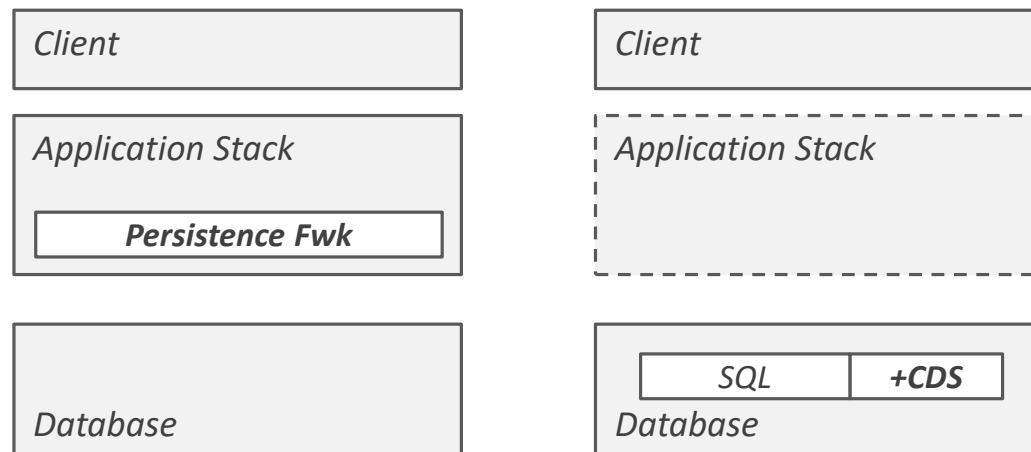 Client
Application Stack
Persistence Fwk
Database
Client
Application Stack
SQL +CDS
Database